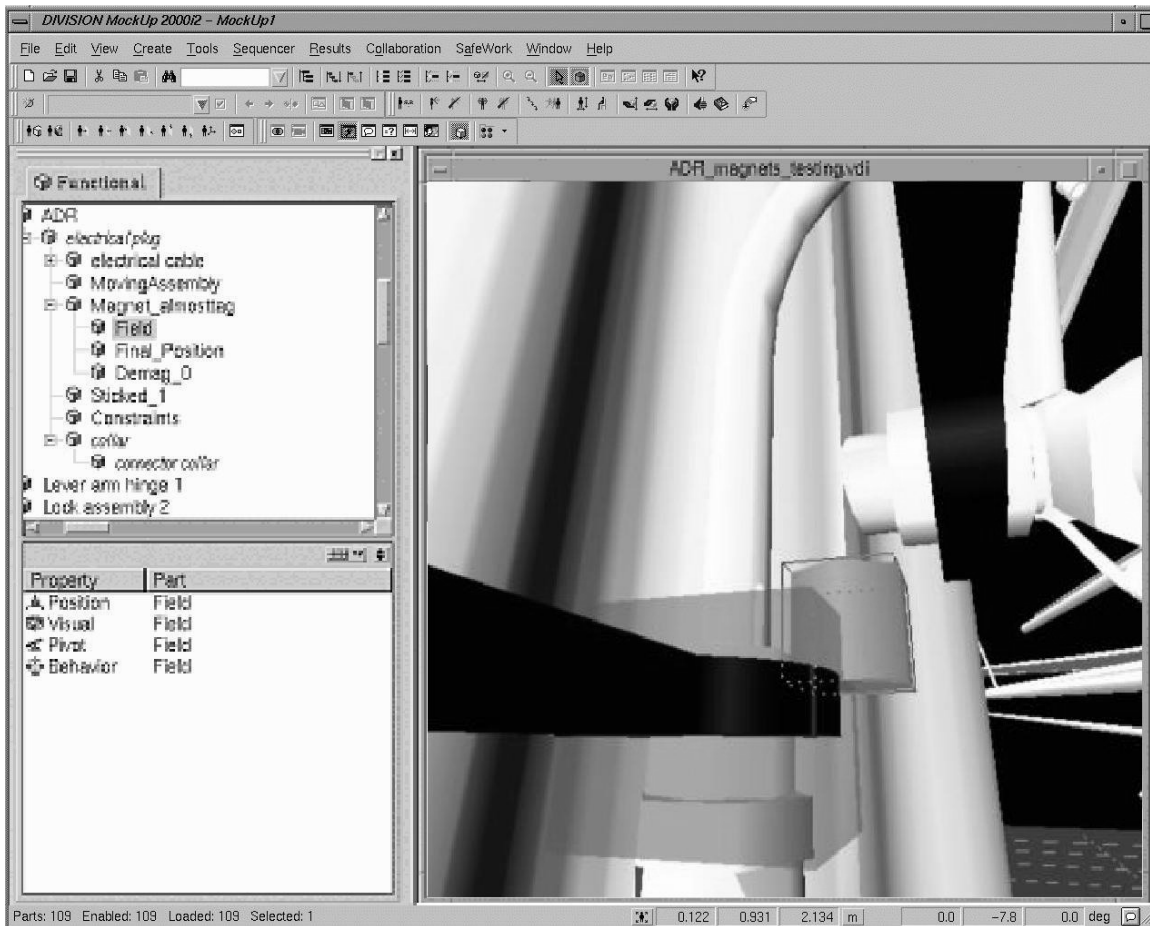 DIVISION MockUp 2000i2 – MockUp1
File Edit View Create Tools Sequencer Results Collaboration SafeWork Window Help
Functional
ADR
electrical plug
electrical cable
MovingAssembly
Magnet_almosttag
Field
Final_Position
Demag_0
Sticked_1
Constraints
collar
connector collar
Lever arm hinge 1
Lock assembly 2
ADR_magnets_testing.vdi
Property Part
Position Field
Visual Field
Pivot Field
Behavior Field
Parts: 109 Enabled: 109 Loaded: 109 Selected: 1 0.122 0.931 2.134 m 0.0 −7.8 0.0 deg